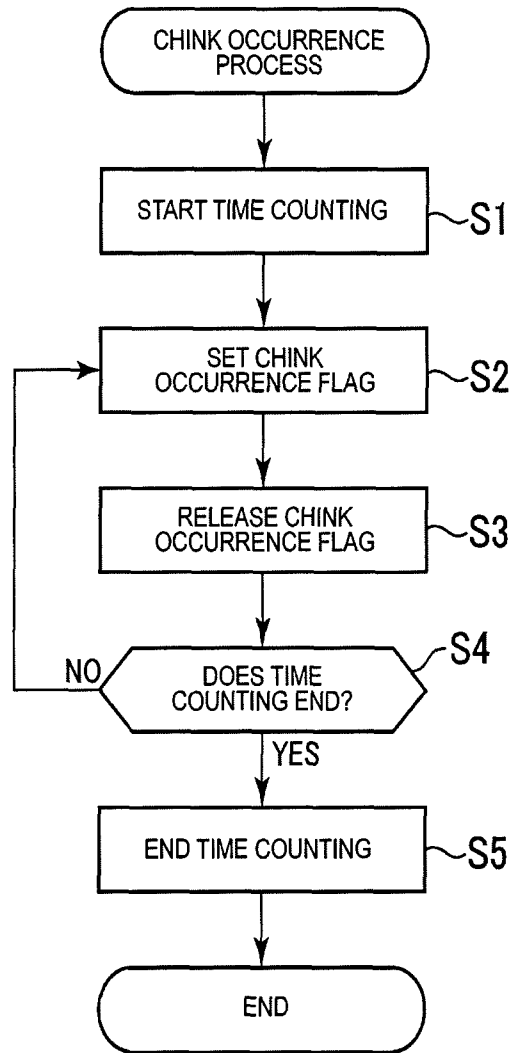 CHINK OCCURRENCE
PROCESS
START TIME COUNTING
S1
SET CHINK
OCCURRENCE FLAG
S2
RELEASE CHINK
OCCURRENCE FLAG
S3
DOES TIME
COUNTING END?
S4
NO
YES
END TIME COUNTING
S5
END